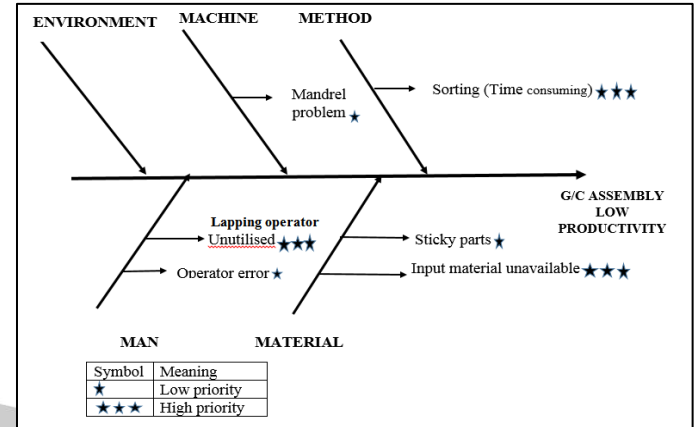 ENVIRONMENT MACHINE METHOD
Mandrel
problem ★
Sorting (Time consuming) ★★★
G/C ASSEMBLY
LOW
PRODUCTIVITY
Lapping operator
Unutilised ★★★
Operator error ★
Sticky parts ★
Input material unavailable ★★★
MAN MATERIAL
Symbol Meaning
★ Low priority
★★★ High priority